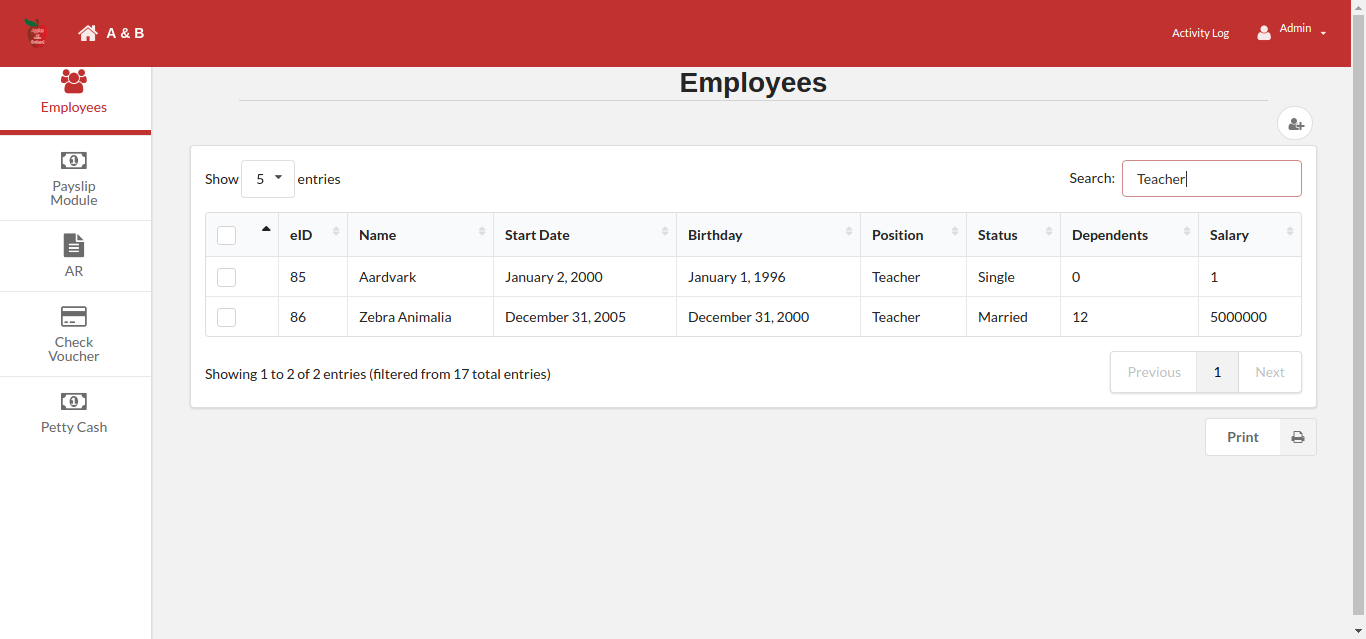 A & B
Activity Log
Admin
Employees
Payslip
Module
AR
Check
Voucher
Petty Cash
Employees
Show 5 entries
Search: Teacher
eID Name Start Date Birthday Position Status Dependents Salary
85 Aardvark January 2, 2000 January 1, 1996 Teacher Single 0 1
86 Zebra Animalia December 31, 2005 December 31, 2000 Teacher Married 12 5000000
Showing 1 to 2 of 2 entries (filtered from 17 total entries)
Previous 1 Next
Print